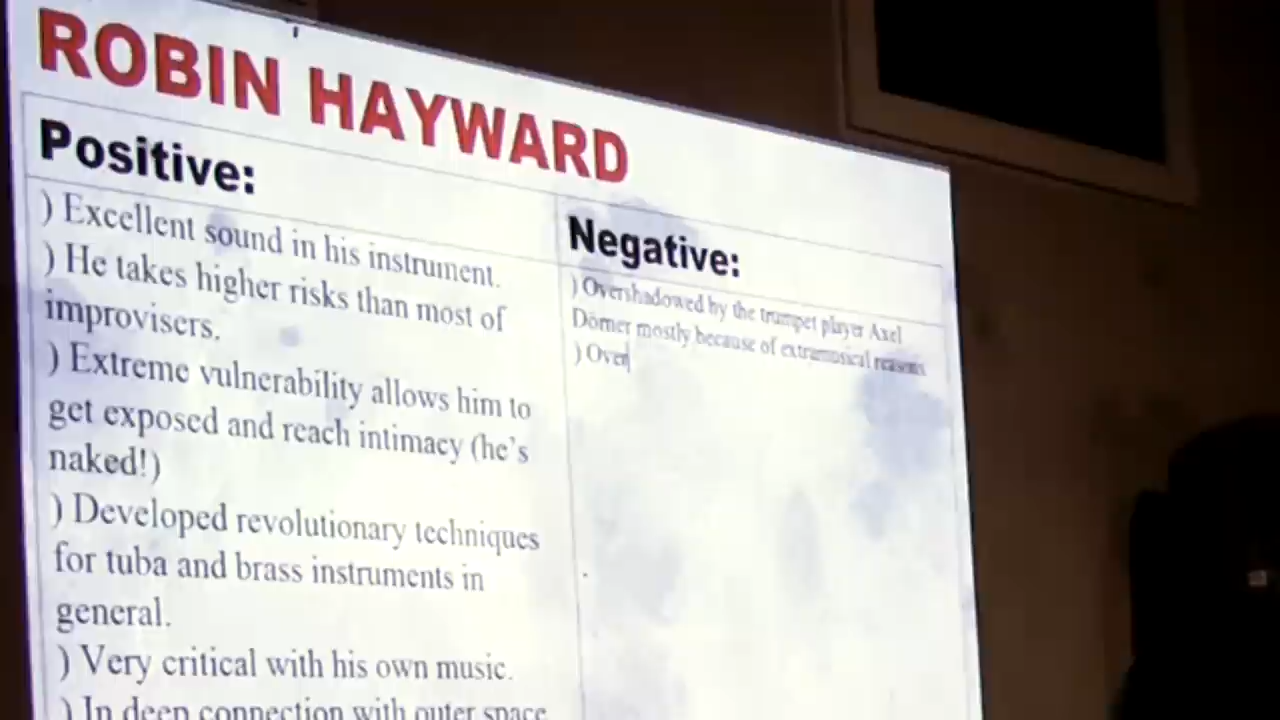 ROBIN HAYWARD
Positive:
) Excellent sound in his instrument.
) He takes higher risks than most of
improvisers.
) Extreme vulnerability allows him to
get exposed and reach intimacy (he's
naked!)
) Developed revolutionary techniques
for tuba and brass instruments in
general.
) Very critical with his own music.
) In deep connection with outer space
Negative:
) Overshadowed by the trumpet player Axel
Dörner mostly because of extramusical reasons.
) Over